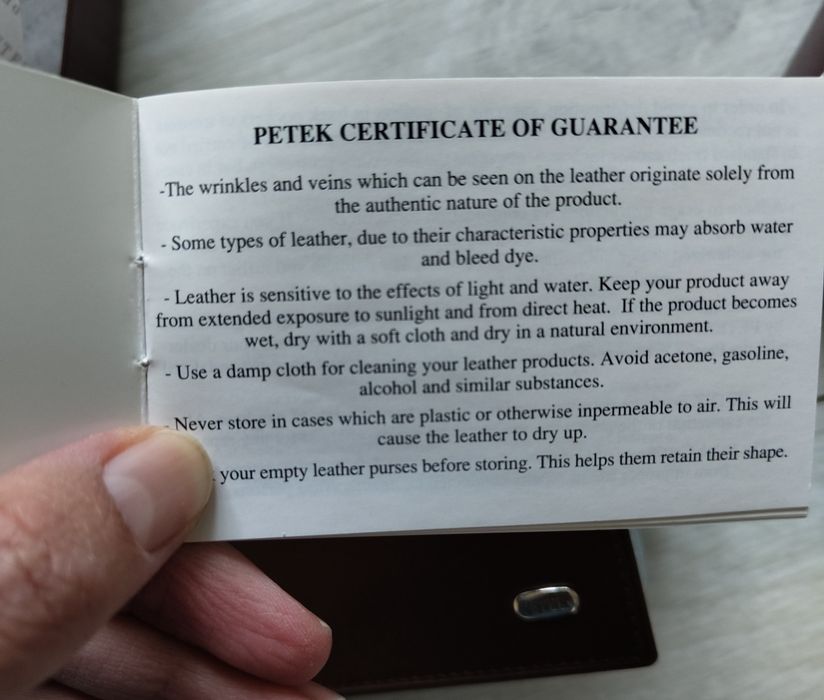 PETEK CERTIFICATE OF GUARANTEE
-The wrinkles and veins which can be seen on the leather originate solely from
the authentic nature of the product.
- Some types of leather, due to their characteristic properties may absorb water
and bleed dye.
- Leather is sensitive to the effects of light and water. Keep your product away
from extended exposure to sunlight and from direct heat. If the product becomes
wet, dry with a soft cloth and dry in a natural environment.
- Use a damp cloth for cleaning your leather products. Avoid acetone, gasoline,
alcohol and similar substances.
- Never store in cases which are plastic or otherwise inpermeable to air. This will
cause the leather to dry up.
your empty leather purses before storing. This helps them retain their shape.